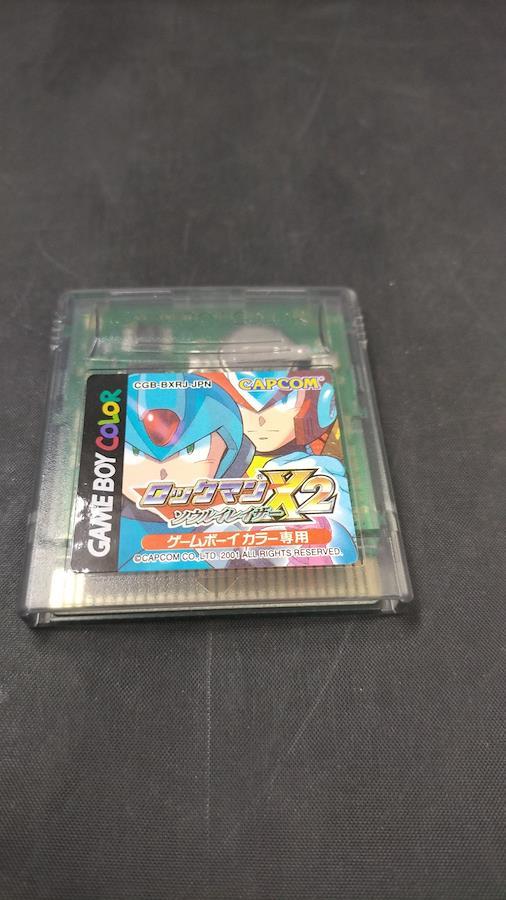 CGB-BXRJ-JPN
CAPCOM
GAME BOY COLOR
ロックマンX2
ソウルイレイザー
ゲームボーイカラー専用
©CAPCOM CO., LTD. 2001 ALL RIGHTS RESERVED.